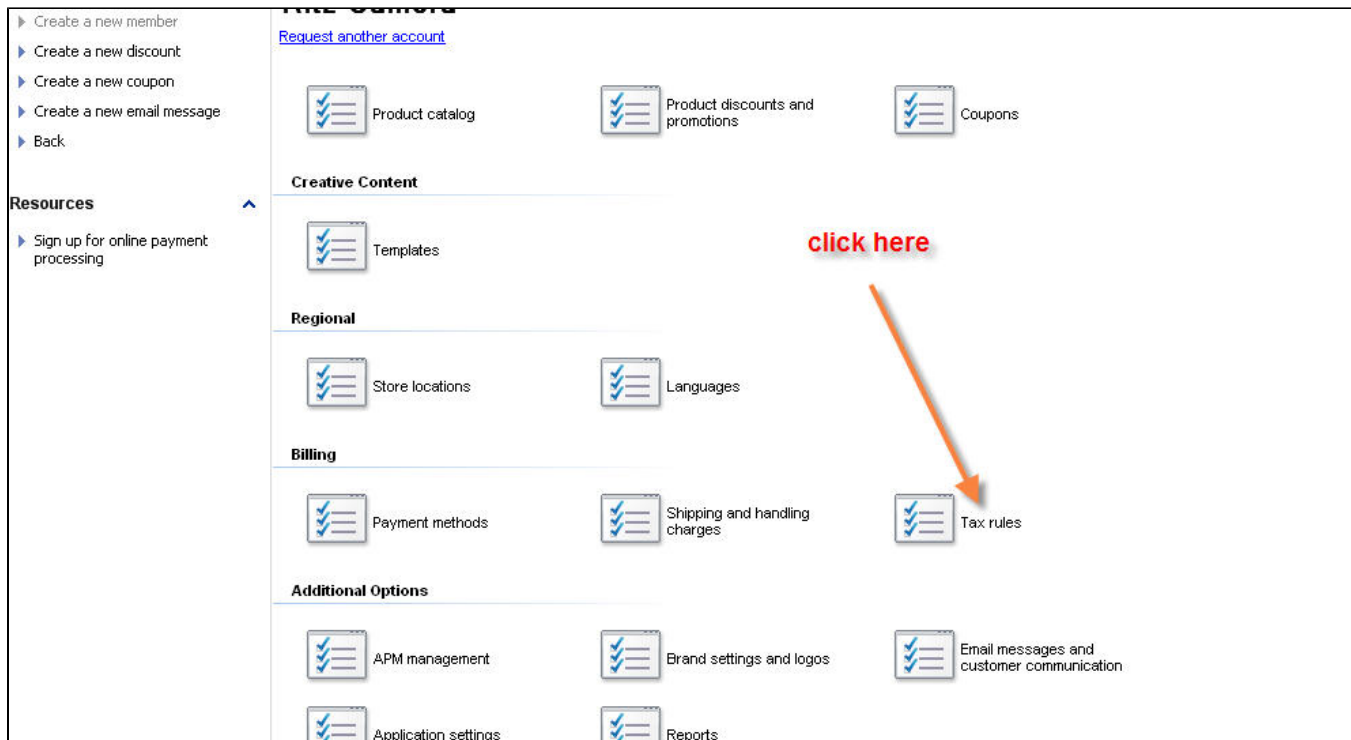 Create a new member
Create a new discount
Create a new coupon
Create a new email message
Back
Resources
Sign up for online payment
processing
Request another account
Product catalog
Product discounts and
promotions
Coupons
Creative Content
Templates
click here
Regional
Store locations
Languages
Billing
Payment methods
Shipping and handling
charges
Tax rules
Additional Options
APM management
Brand settings and logos
Email messages and
customer communication
Application settings
Reports